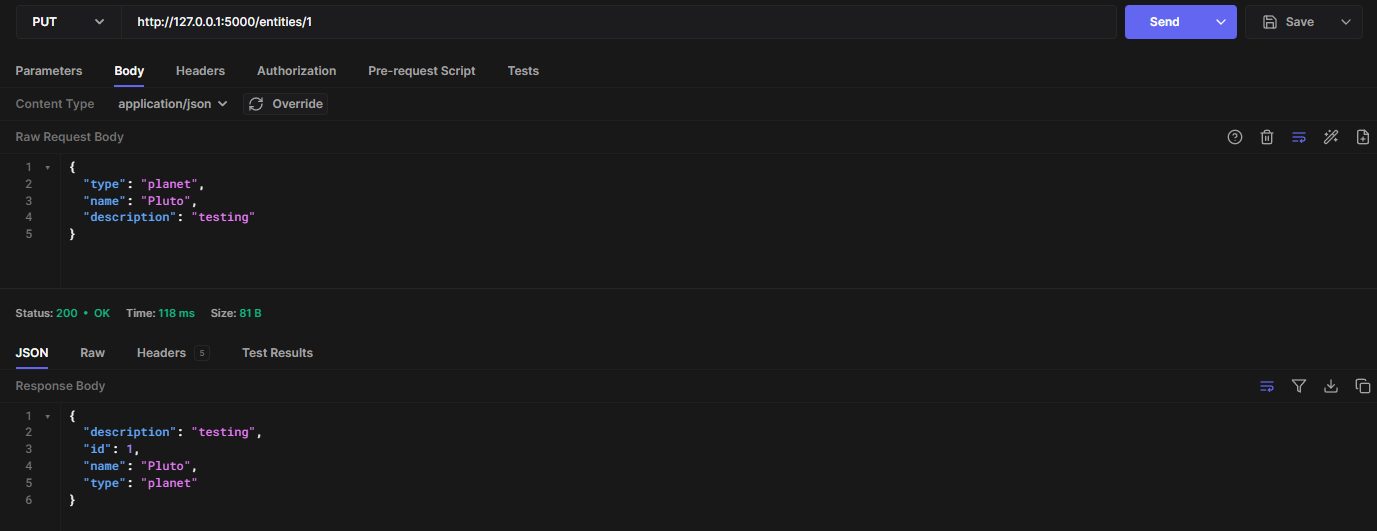 PUT http://127.0.0.1:5000/entities/1 Send Save
Parameters Body Headers Authorization Pre-request Script Tests
Content Type application/json Override
Raw Request Body
1 {
2 "type": "planet",
3 "name": "Pluto",
4 "description": "testing"
5 }
Status: 200 • OK Time: 118 ms Size: 81 B
JSON Raw Headers 5 Test Results
Response Body
1 {
2 "description": "testing",
3 "id": 1,
4 "name": "Pluto",
5 "type": "planet"
6 }